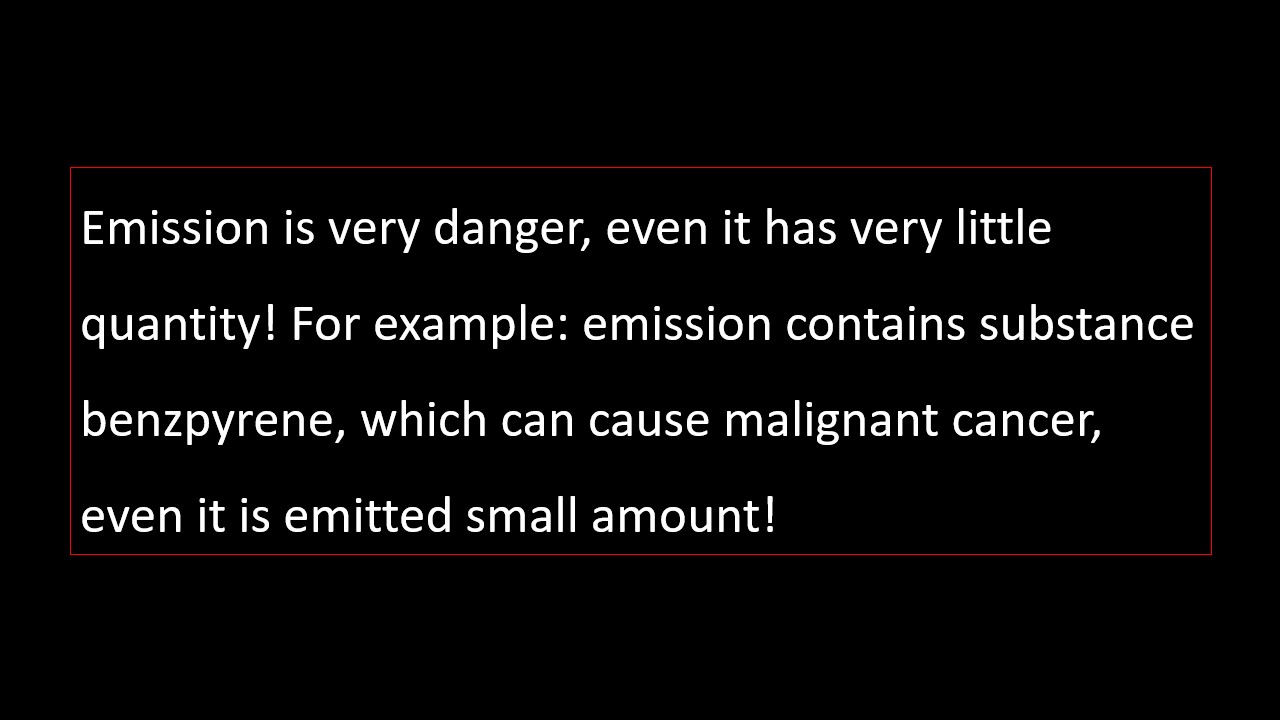 Emission is very danger, even it has very little
quantity! For example: emission contains substance
benzpyrene, which can cause malignant cancer,
even it is emitted small amount!